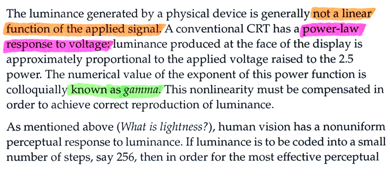 The luminance generated by a physical device is generally not a linear
function of the applied signal. A conventional CRT has a power-law
response to voltage; luminance produced at the face of the display is
approximately proportional to the applied voltage raised to the 2.5
power. The numerical value of the exponent of this power function is
colloquially known as gamma. This nonlinearity must be compensated in
order to achieve correct reproduction of luminance.
As mentioned above (What is lightness?), human vision has a nonuniform
perceptual response to luminance. If luminance is to be coded into a small
number of steps, say 256, then in order for the most effective perceptual